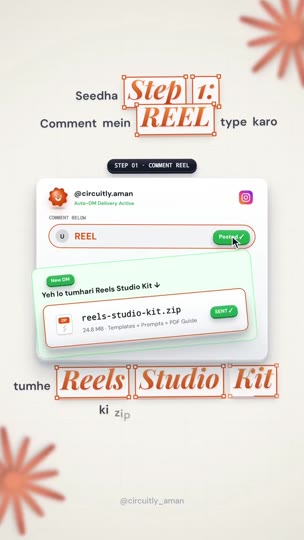 Seedha Step 1:
Comment mein REEL type karo
STEP 01 · COMMENT REEL
@circuitly.aman
Auto-DM Delivery Active
COMMENT BELOW
U REEL Posted ✓
New DM
Yeh lo tumhari Reels Studio Kit ↓
ZIP reels-studio-kit.zip SENT ✓
24.8 MB · Templates + Prompts + PDF Guide
tumhe Reels Studio Kit
ki zip
@circuitly_aman